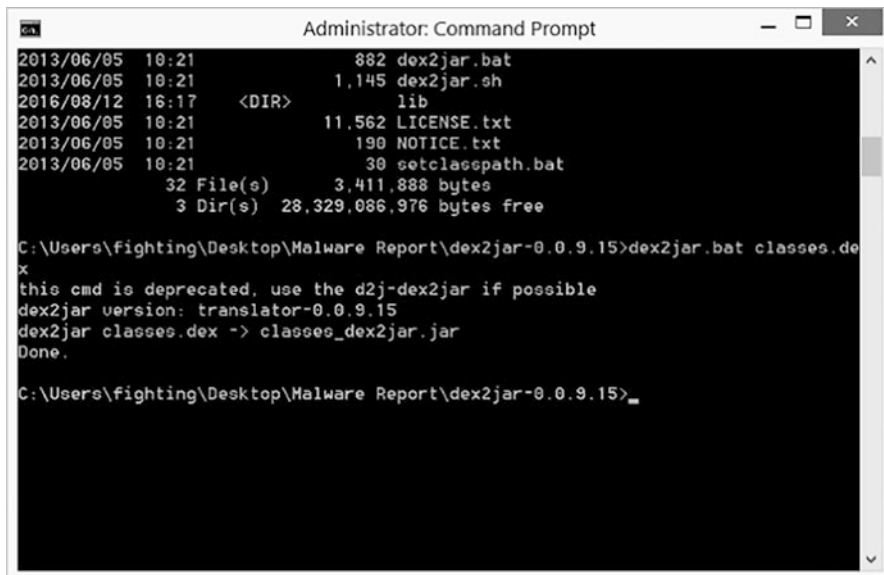 Administrator: Command Prompt
2013/06/05 10:21 882 dex2jar.bat
2013/06/05 10:21 1,145 dex2jar.sh
2016/08/12 16:17 <DIR> lib
2013/06/05 10:21 11,562 LICENSE.txt
2013/06/05 10:21 190 NOTICE.txt
2013/06/05 10:21 30 setclasspath.bat
32 File(s) 3,411,888 bytes
3 Dir(s) 28,329,086,976 bytes free
C:\Users\fighting\Desktop\Malware Report\dex2jar-0.0.9.15>dex2jar.bat classes.de
x
this cmd is deprecated, use the d2j-dex2jar if possible
dex2jar version: translator-0.0.9.15
dex2jar classes.dex -> classes_dex2jar.jar
Done.
C:\Users\fighting\Desktop\Malware Report\dex2jar-0.0.9.15>_